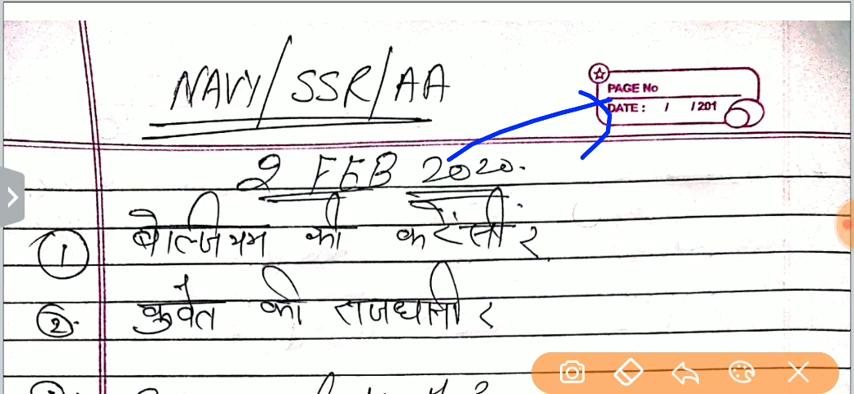 NAVY/SSR/AA
PAGE No
DATE: / /201
2 FEB 2020.
① बेल्जियम की करेंसी ?
② कुवैत की राजधानी ?